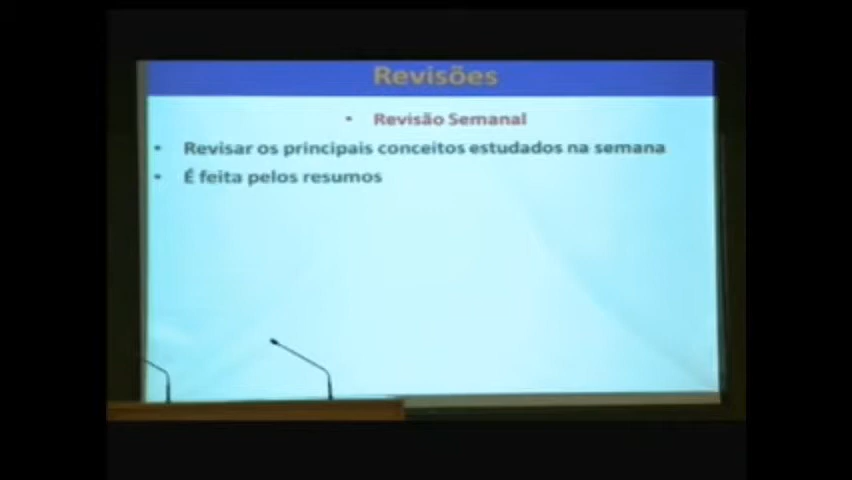 Revisões
• Revisão Semanal
• Revisar os principais conceitos estudados na semana
• É feita pelos resumos